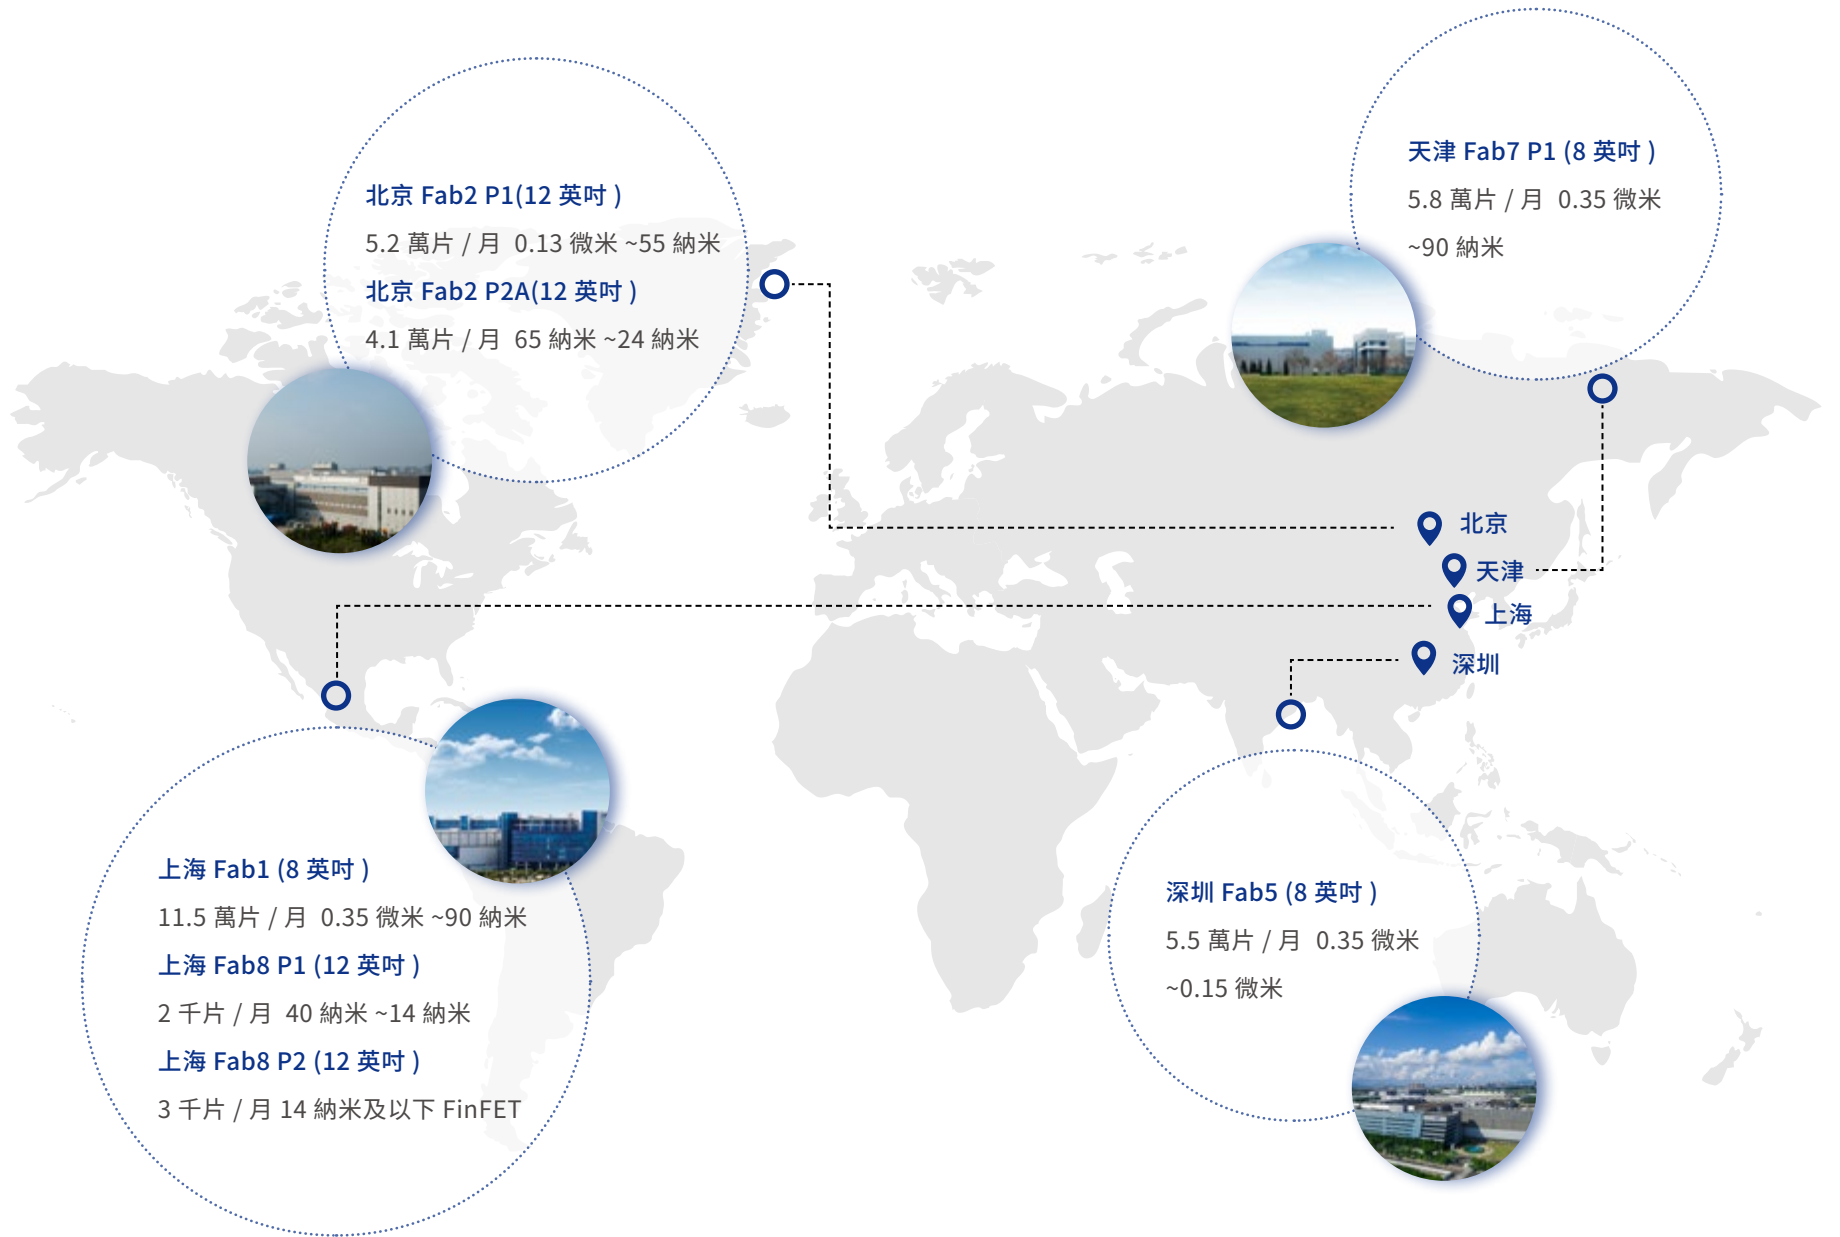 北京 Fab2 P1(12 英吋 )
5.2 萬片 / 月 0.13 微米 ~55 納米
北京 Fab2 P2A(12 英吋 )
4.1 萬片 / 月 65 納米 ~24 納米
天津 Fab7 P1 (8 英吋 )
5.8 萬片 / 月 0.35 微米
~90 納米
北京
天津
上海
深圳
上海 Fab1 (8 英吋 )
11.5 萬片 / 月 0.35 微米 ~90 納米
上海 Fab8 P1 (12 英吋 )
2 千片 / 月 40 納米 ~14 納米
上海 Fab8 P2 (12 英吋 )
3 千片 / 月 14 納米及以下 FinFET
深圳 Fab5 (8 英吋 )
5.5 萬片 / 月 0.35 微米
~0.15 微米